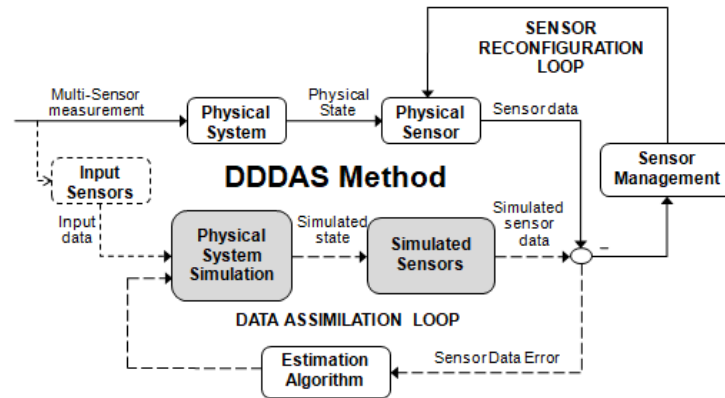 SENSOR
RECONFIGURATION
LOOP
Multi-Sensor
measurement
Physical
System
Physical
State
Physical
Sensor
Sensor data
Sensor
Management
Input
Sensors
DDDAS Method
Input
data
Physical
System
Simulation
Simulated
state
Simulated
Sensors
Simulated
sensor
data
–
DATA ASSIMILATION LOOP
Estimation
Algorithm
Sensor Data Error